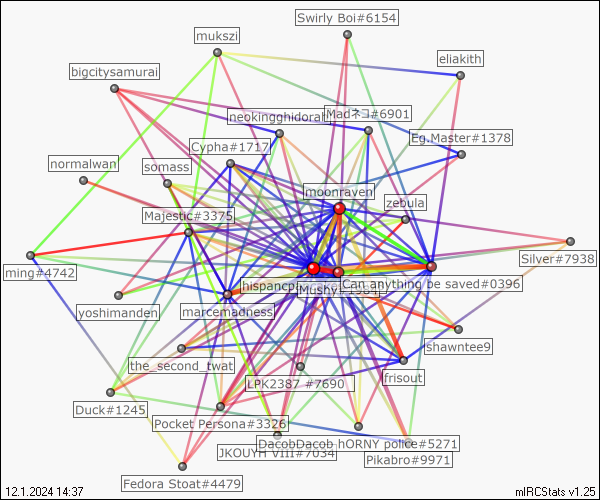 Swirly Boi#6154
mukszi
eliakith
bigcitysamurai
neokingghidorah
Madネコ#6901
Eg.Master#1378
Cypha#1717
normalwan
somass
moonraven
zebula
Majestic#3375
Silver#7938
ming#4742
hispancp
Mushy#1984
Can anything be saved#0396
yoshimanden
marcemadness
Shawntee9
the_second_twat
LPK2387 #7690
frisout
Duck#1245
Pocket Persona#3326
DacobDacob
hORNY police#5271
JKOUYH VIII#7034
Pikabro#9971
Fedora Stoat#4479
12.1.2024 14:37
mIRCStats v1.25